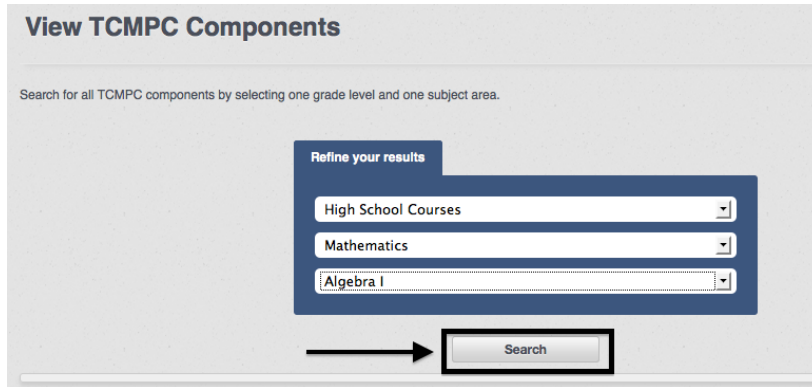 View TCMPC Components
Search for all TCMPC components by selecting one grade level and one subject area.
Refine your results
High School Courses
Mathematics
Algebra I
Search